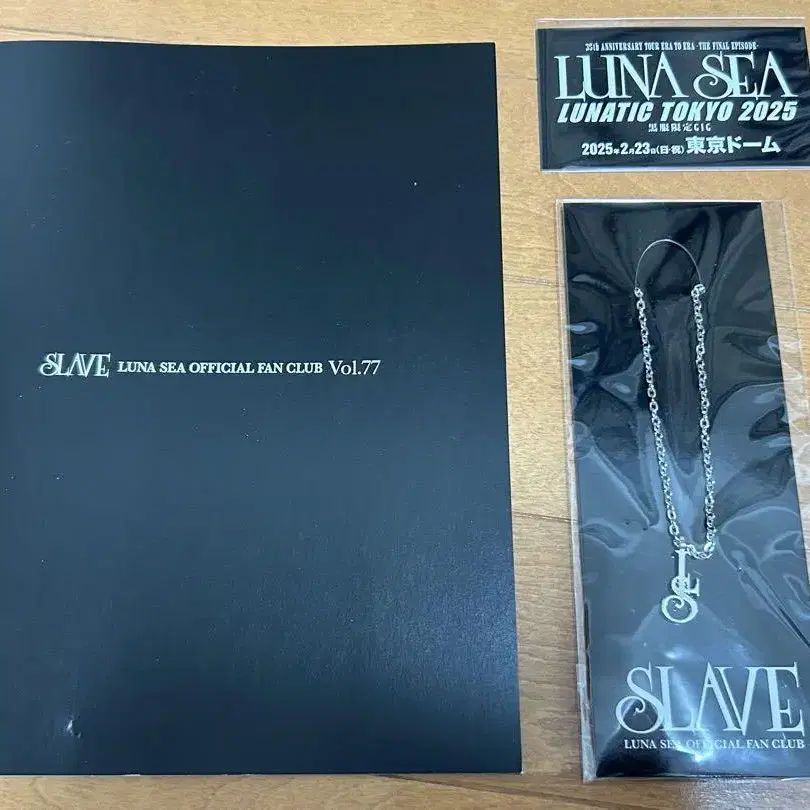 SLAVE LUNA SEA OFFICIAL FAN CLUB Vol.77
35th ANNIVERSARY TOUR ERA TO ERA -THE FINAL EPISODE-
LUNA SEA
LUNATIC TOKYO 2025
黒服限定GIG
2025年2月23日(日・祝) 東京ドーム
LS
SLAVE
LUNA SEA OFFICIAL FAN CLUB